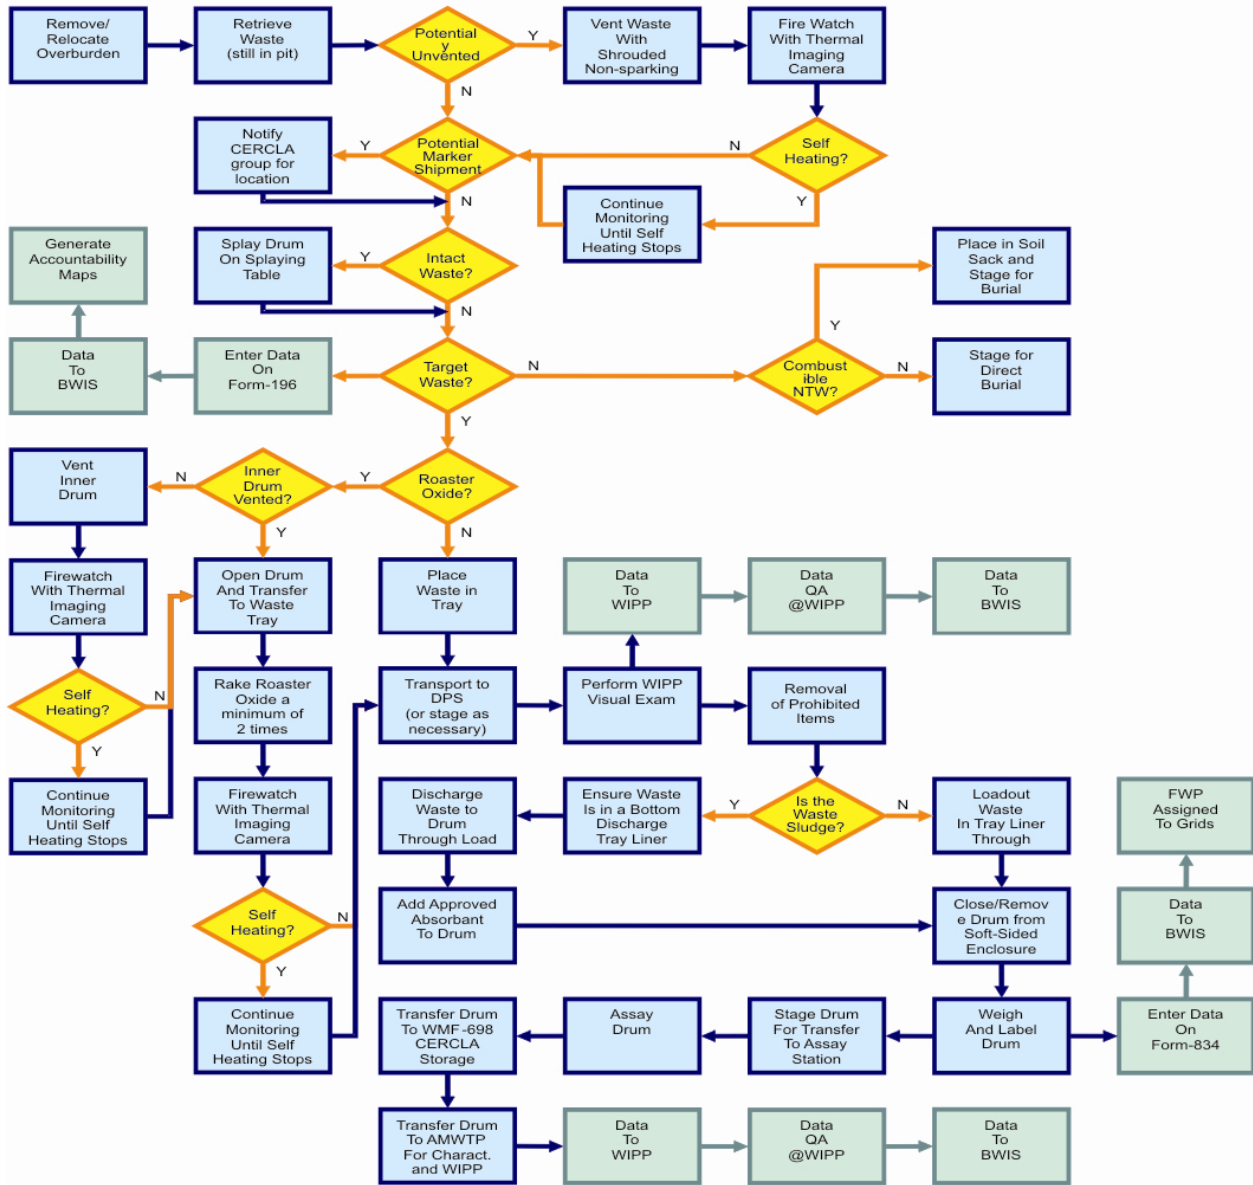 Remove/
Relocate
Overburden
Retrieve
Waste
(still in pit)
Potentiall
y
Unvented
Y
Vent Waste
With
Shrouded
Non-sparking
Fire Watch
With Thermal
Imaging
Camera
N
Notify
CERCLA
group for
location
Y
Potential
Marker
Shipment
N
Self
Heating?
N
Y
Continue
Monitoring
Until Self
Heating Stops
Generate
Accountability
Maps
Splay Drum
On Splaying
Table
Y
Intact
Waste?
N
Place in Soil
Sack and
Stage for
Burial
Y
Data
To
BWIS
Enter Data
On
Form-196
Target
Waste?
N
Combust
ible
NTW?
N
Stage for
Direct
Burial
Y
Vent
Inner
Drum
N
Inner
Drum
Vented?
Y
Roaster
Oxide?
Y
N
Firewatch
With Thermal
Imaging
Camera
Open Drum
And Transfer
To Waste
Tray
Place
Waste in
Tray
Data
To
WIPP
Data
QA
@WIPP
Data
To
BWIS
Self
Heating?
N
Y
Rake Roaster
Oxide a
minimum of
2 times
Transport to
DPS
(or stage as
necessary)
Perform WIPP
Visual Exam
Removal
of Prohibited
Items
Continue
Monitoring
Until Self
Heating Stops
Firewatch
With Thermal
Imaging
Camera
Discharge
Waste to
Drum
Through Load
Ensure Waste
Is in a Bottom
Discharge
Tray Liner
Y
Is the
Waste
Sludge?
N
Loadout
Waste
In Tray Liner
Through
FWP
Assigned
To Grids
Self
Heating?
N
Y
Add Approved
Absorbant
To Drum
Close/Remov
e Drum from
Soft-Sided
Enclosure
Data
To
BWIS
Continue
Monitoring
Until Self
Heating Stops
Transfer Drum
To WMF-698
CERCLA
Storage
Assay
Drum
Stage Drum
For Transfer
To Assay
Station
Weigh
And Label
Drum
Enter Data
On
Form-834
Transfer Drum
To AMWTP
For Charact.
and WIPP
Data
To
WIPP
Data
QA
@WIPP
Data
To
BWIS